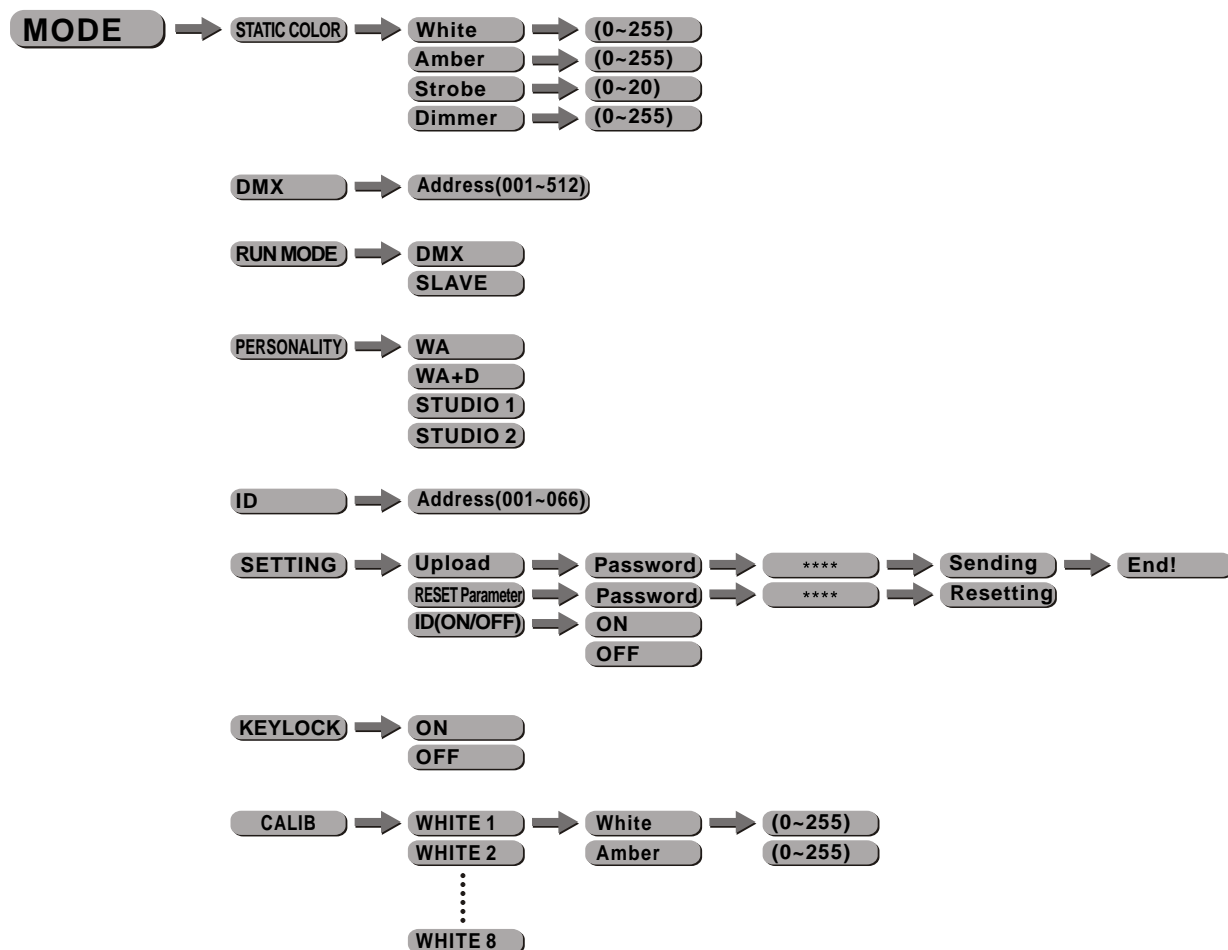 MODE STATIC COLOR White (0~255)
Amber (0~255)
Strobe (0~20)
Dimmer (0~255)
DMX Address(001~512)
RUN MODE DMX
SLAVE
PERSONALITY WA
WA+D
STUDIO 1
STUDIO 2
ID Address(001~066)
SETTING Upload Password **** Sending End!
RESET Parameter Password **** Resetting
ID(ON/OFF) ON
OFF
KEYLOCK ON
OFF
CALIB WHITE 1 White (0~255)
WHITE 2 Amber (0~255)
WHITE 8